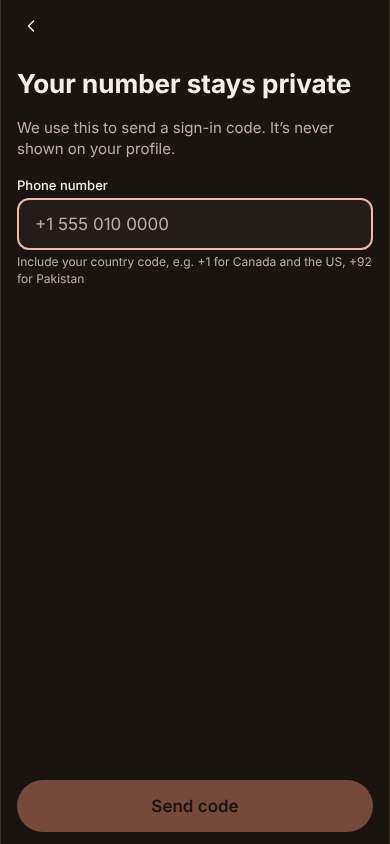 Your number stays private
We use this to send a sign-in code. It’s never
shown on your profile.
Phone number
+1 555 010 0000
Include your country code, e.g. +1 for Canada and the US, +92
for Pakistan
Send code